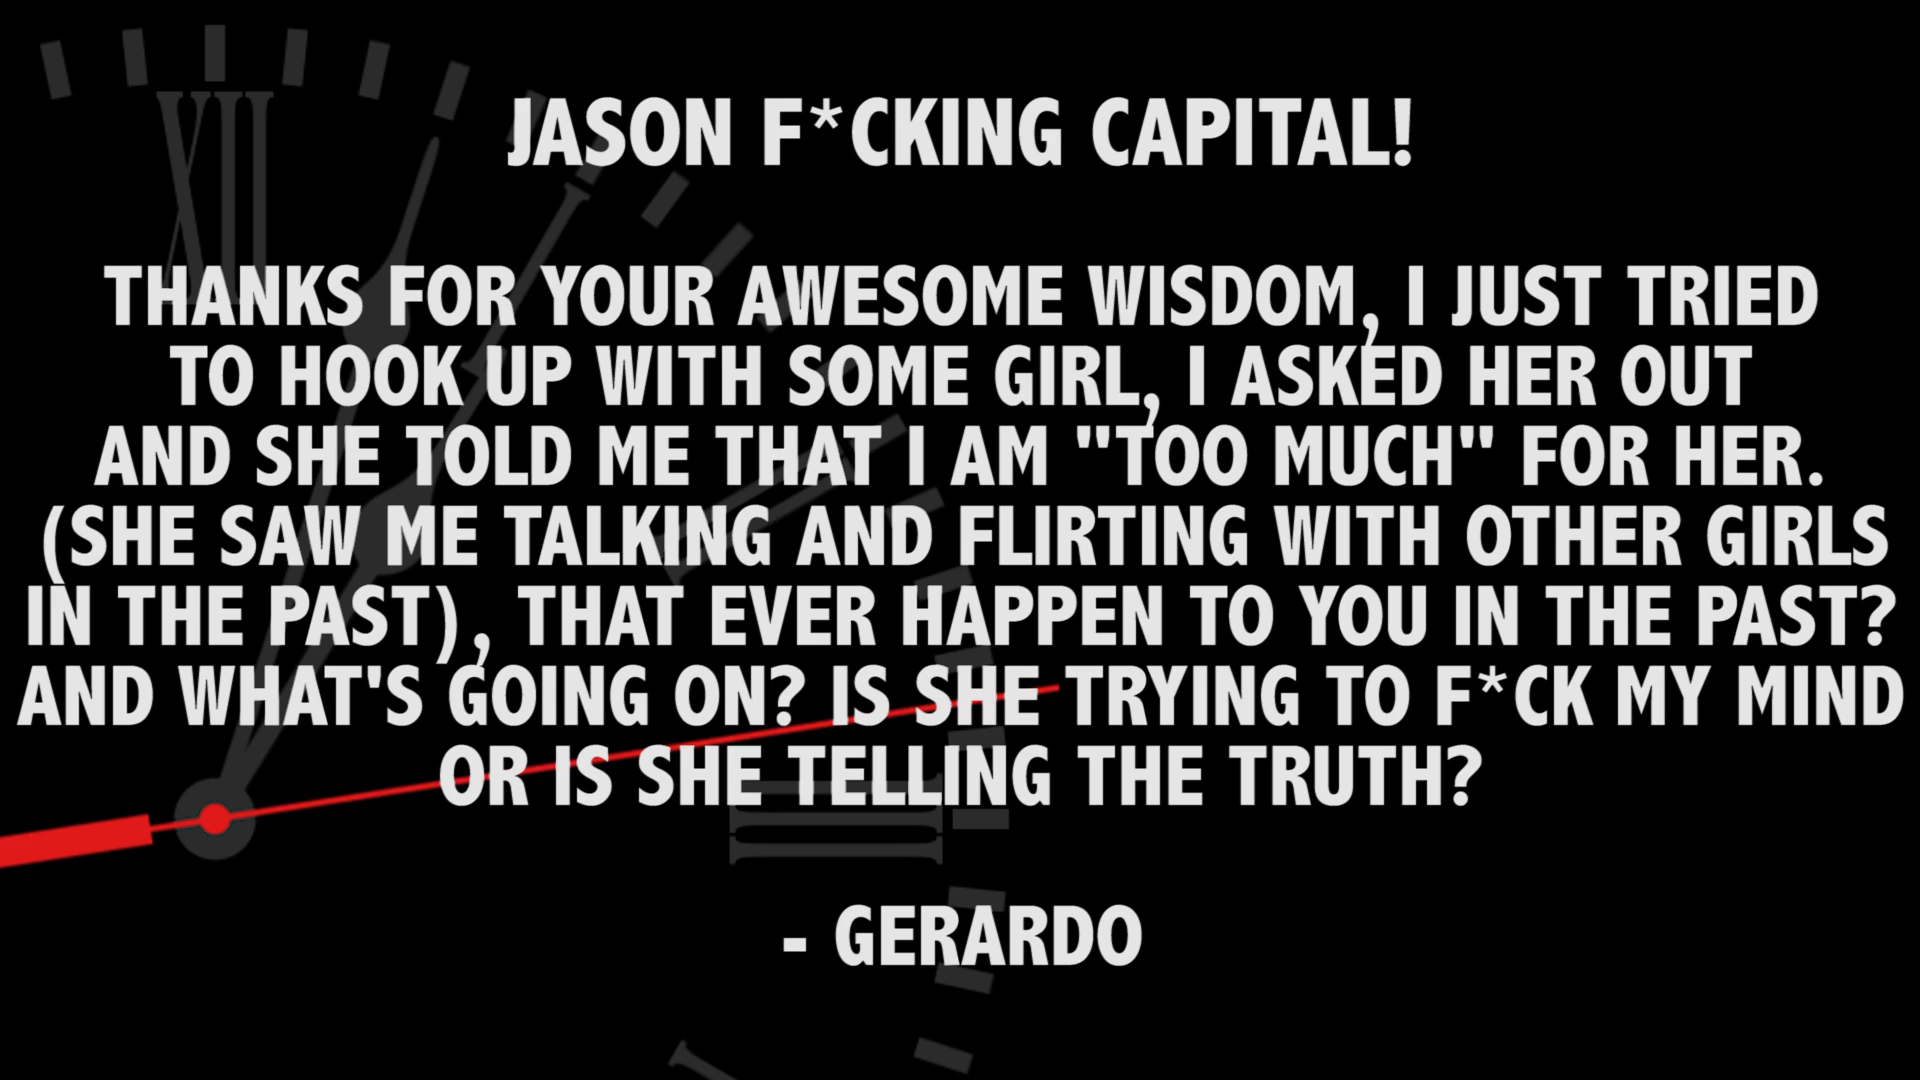 JASON F*CKING CAPITAL!
THANKS FOR YOUR AWESOME WISDOM, I JUST TRIED
TO HOOK UP WITH SOME GIRL, I ASKED HER OUT
AND SHE TOLD ME THAT I AM "TOO MUCH" FOR HER.
(SHE SAW ME TALKING AND FLIRTING WITH OTHER GIRLS
IN THE PAST), THAT EVER HAPPEN TO YOU IN THE PAST?
AND WHAT'S GOING ON? IS SHE TRYING TO F*CK MY MIND
OR IS SHE TELLING THE TRUTH?
- GERARDO
XII
III